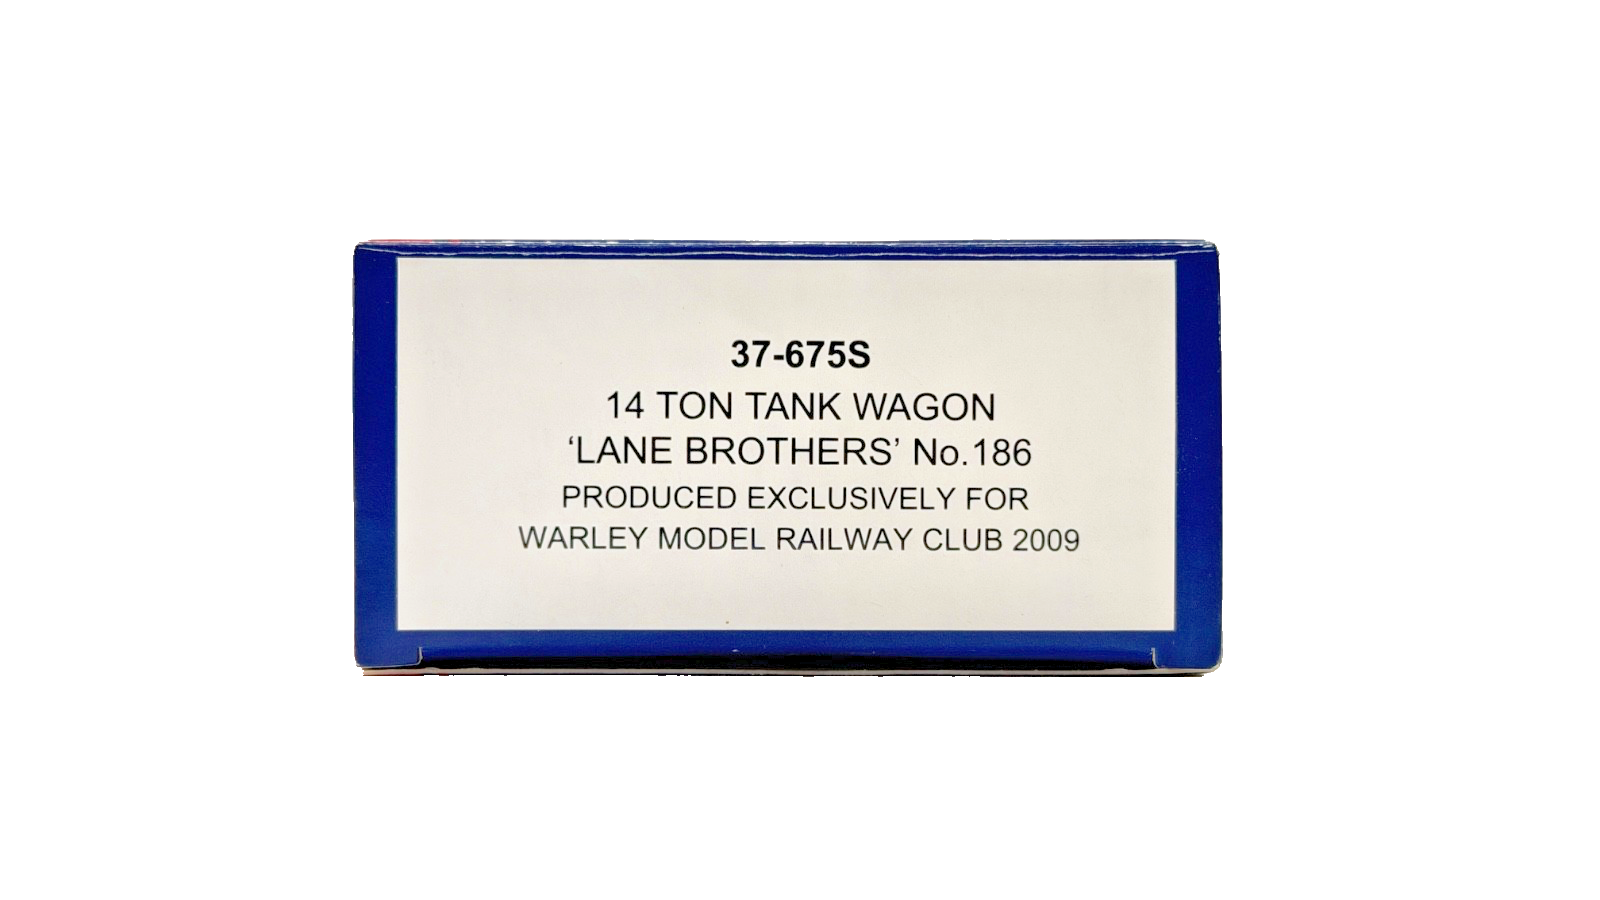 37-675S
14 TON TANK WAGON
‘LANE BROTHERS’ No.186
PRODUCED EXCLUSIVELY FOR
WARLEY MODEL RAILWAY CLUB 2009